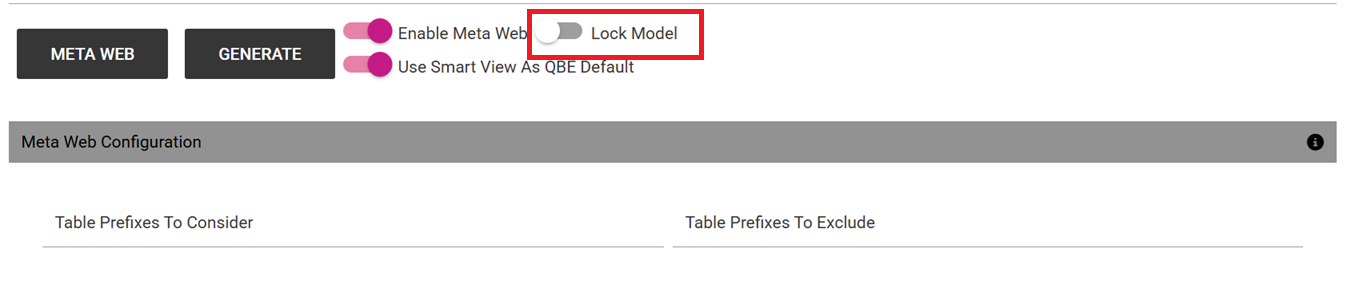 META WEB GENERATE Enable Meta Web Lock Model
Use Smart View As QBE Default
Meta Web Configuration
Table Prefixes To Consider Table Prefixes To Exclude